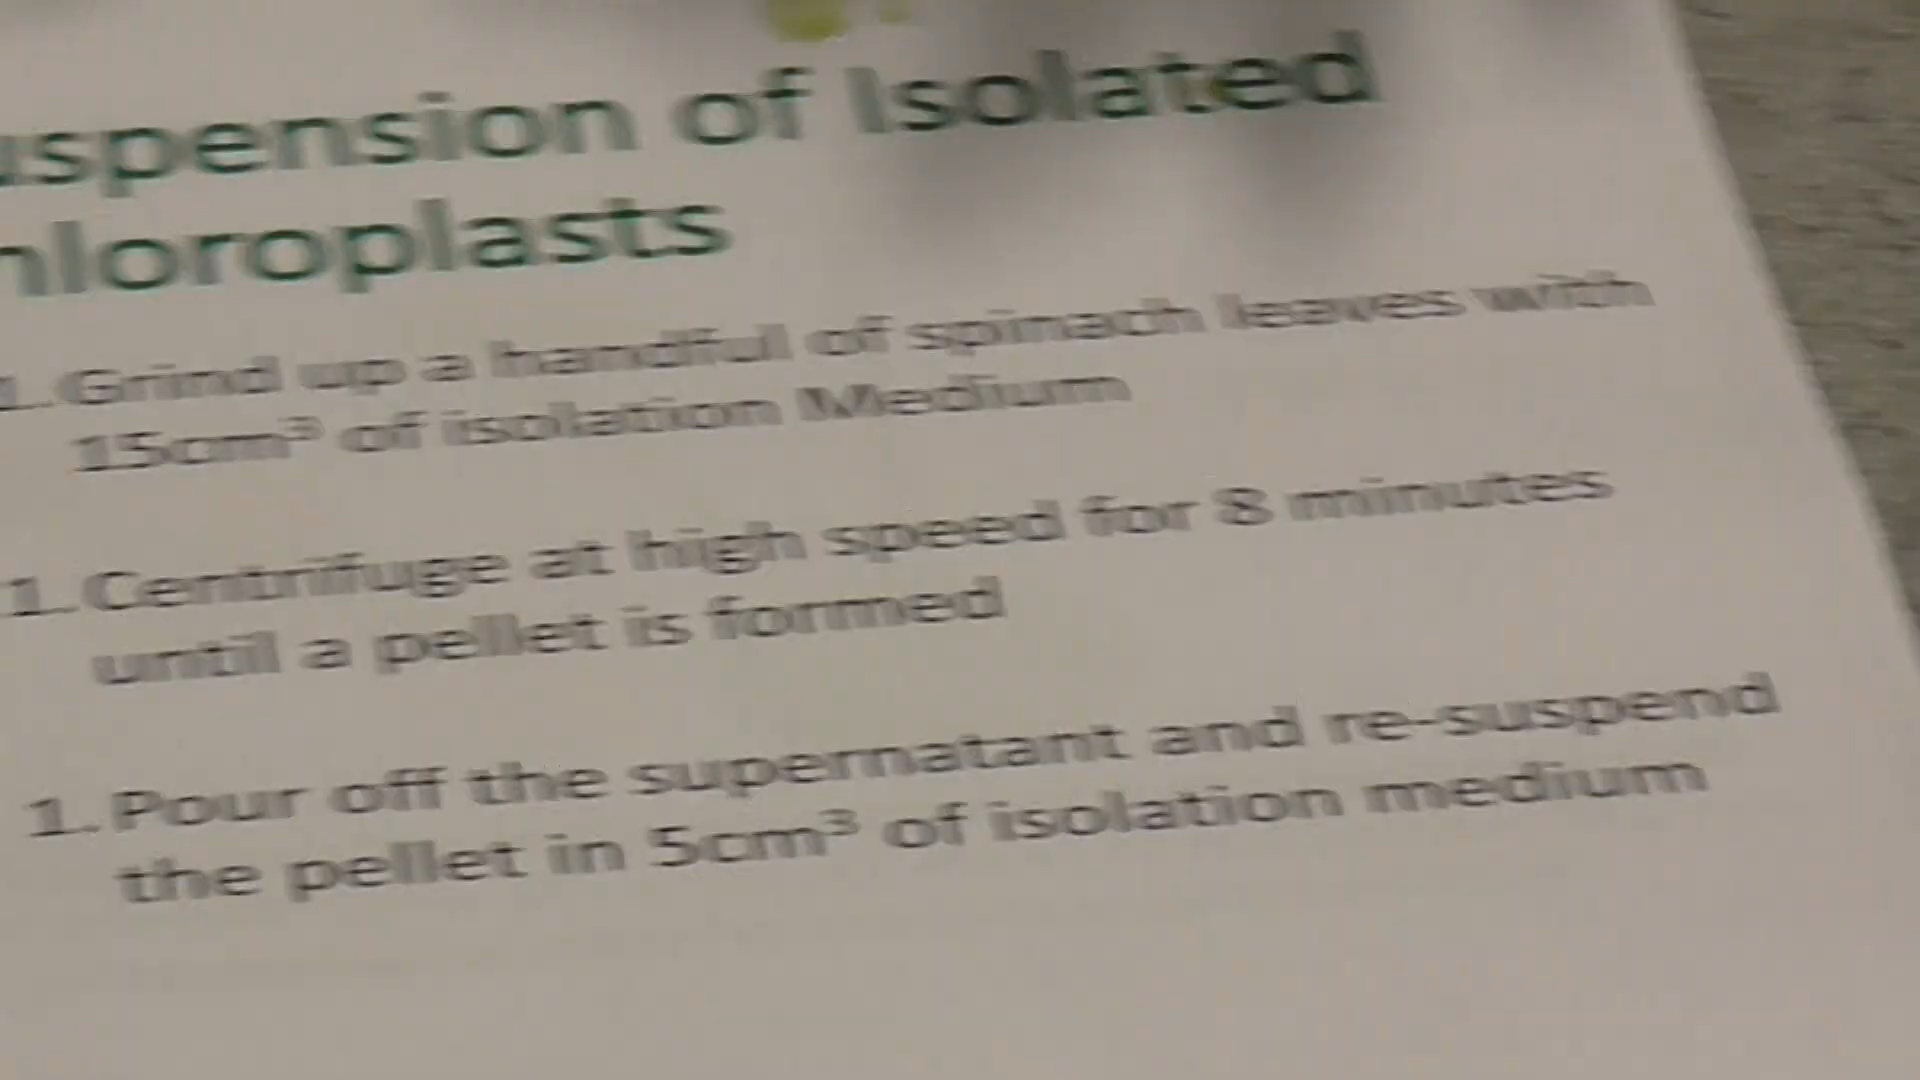 uspension of Isolated
hloroplasts
1. Grind up a handful of spinach leaves with
15cm³ of isolation Medium
1. Centrifuge at high speed for 8 minutes
until a pellet is formed
1. Pour off the supernatant and re-suspend
the pellet in 5cm³ of isolation medium